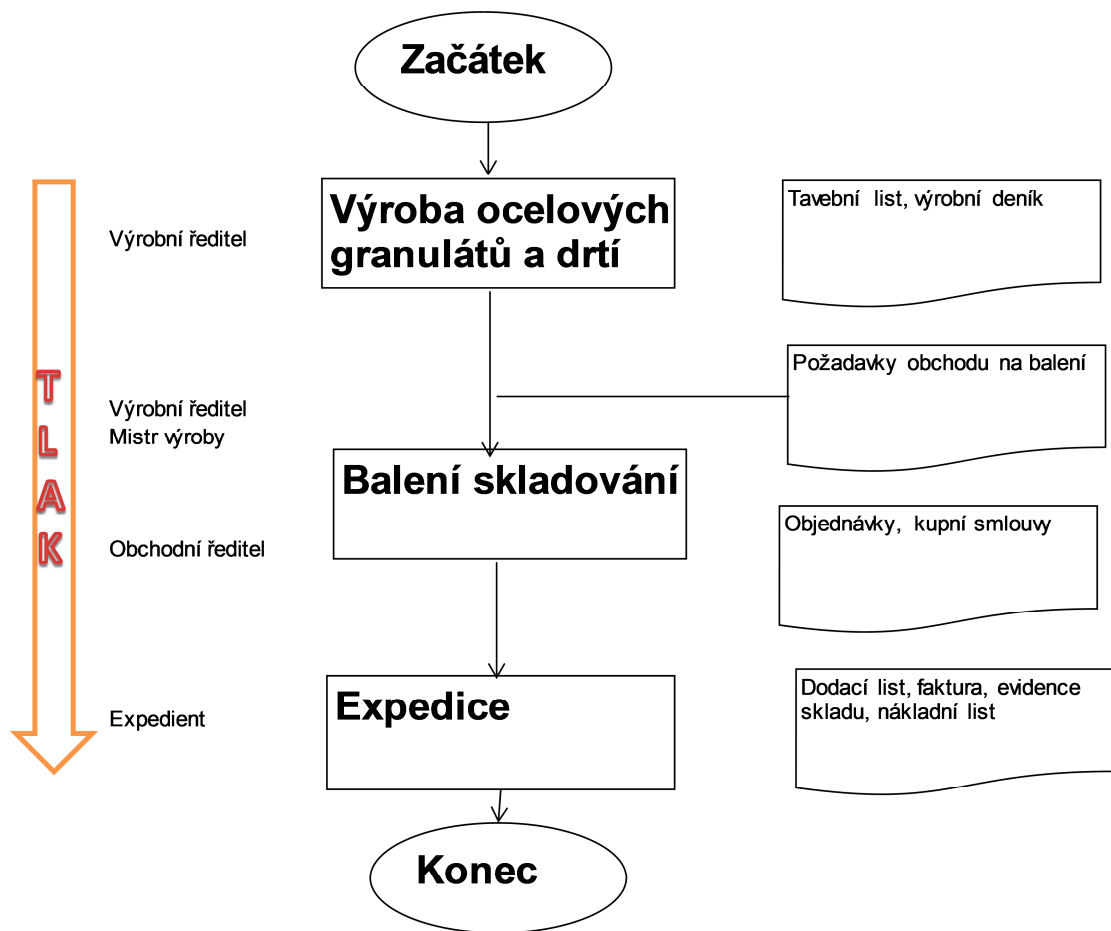 Začátek
Výroba ocelových
granulátů a drtí
Tavební list, výrobní deník
Výrobní ředitel
Požadavky obchodu na balení
TLAK
Výrobní ředitel
Mistr výroby
Balení skladování
Objednávky, kupní smlouvy
Obchodní ředitel
Expedice
Dodací list, faktura, evidence
skladu, nákladní list
Expedient
Konec